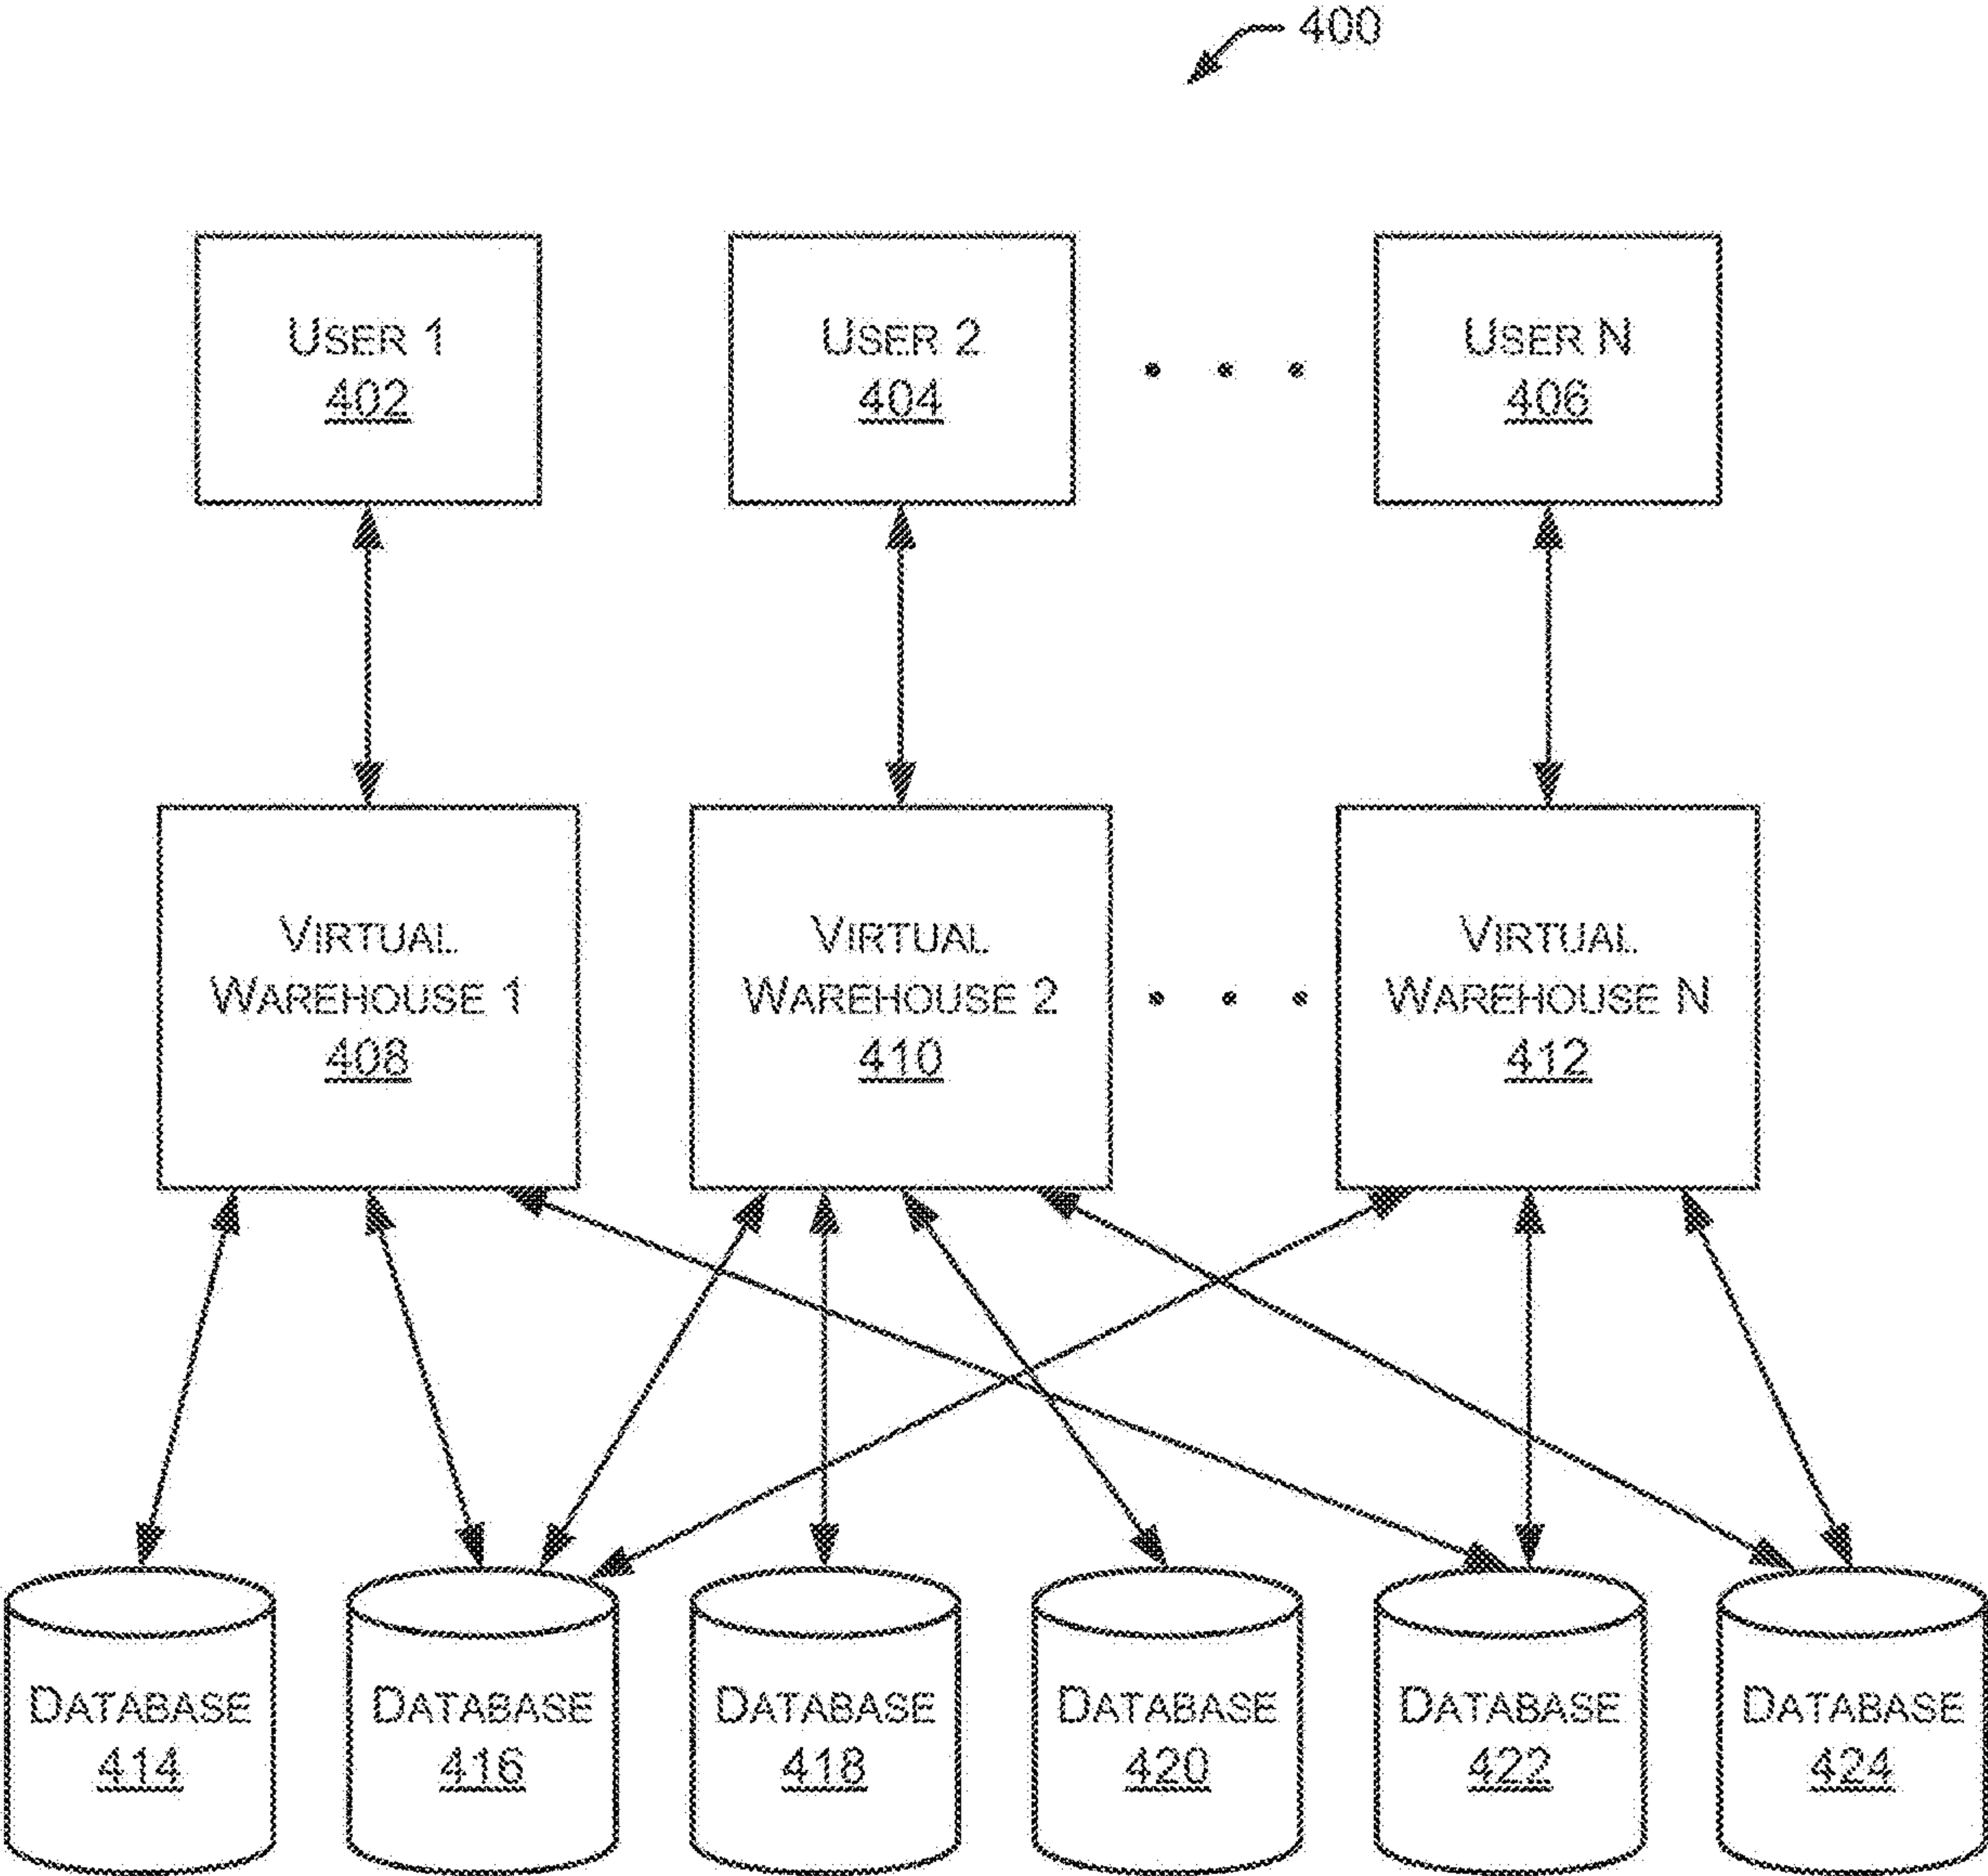 400
USER 1
402
USER 2
404
USER N
406
VIRTUAL
WAREHOUSE 1
408
VIRTUAL
WAREHOUSE 2
410
VIRTUAL
WAREHOUSE N
412
DATABASE
414
DATABASE
416
DATABASE
418
DATABASE
420
DATABASE
422
DATABASE
424